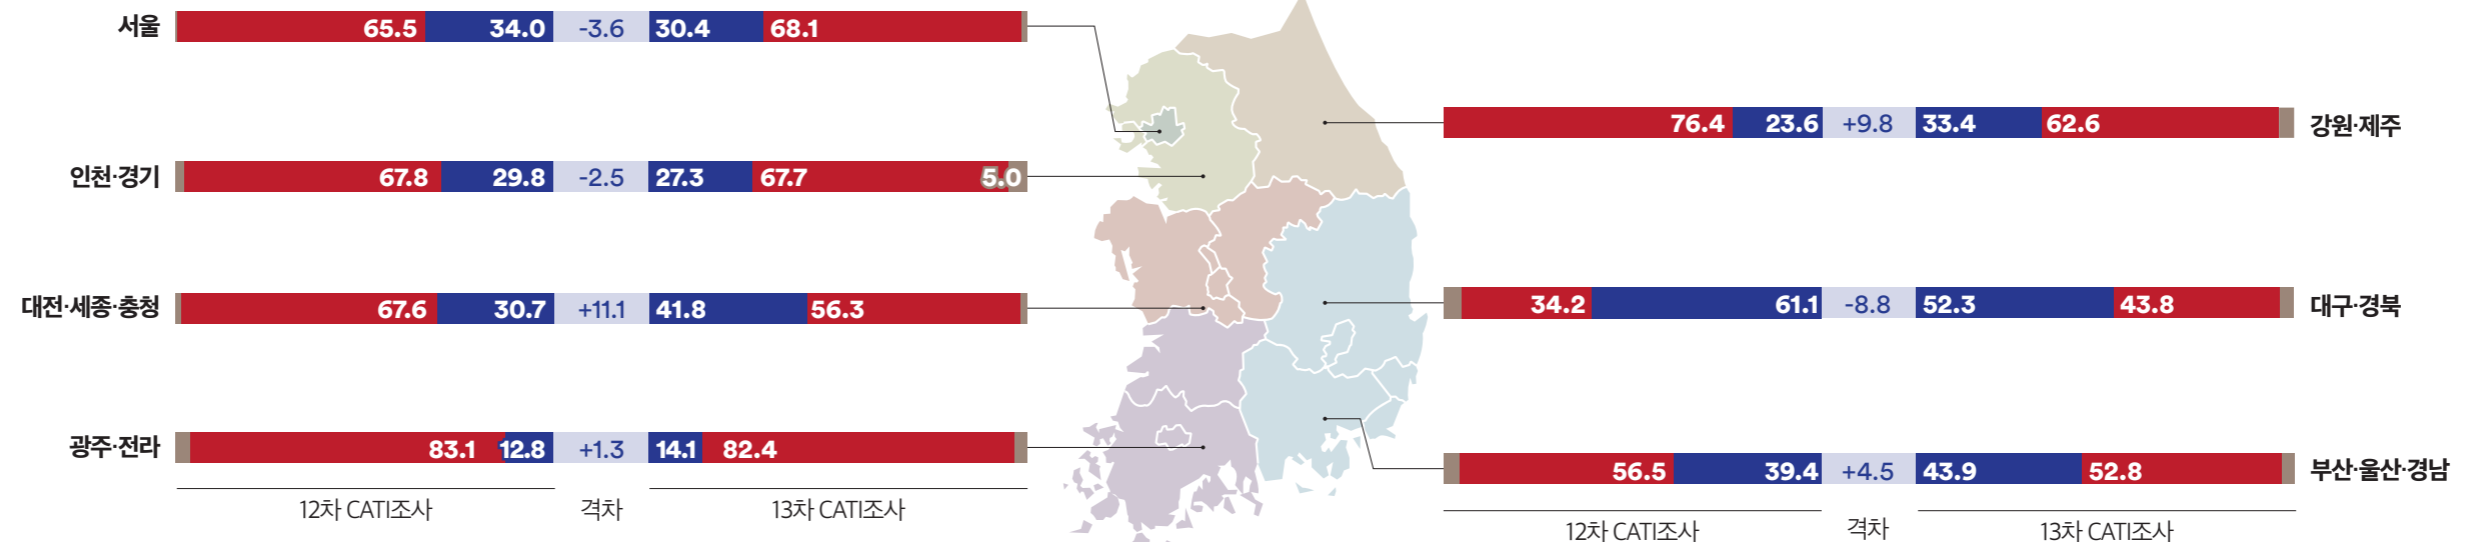 서울 65.5 34.0 -3.6 30.4 68.1
인천·경기 67.8 29.8 -2.5 27.3 67.7 5.0
대전·세종·충청 67.6 30.7 +11.1 41.8 56.3
광주·전라 83.1 12.8 +1.3 14.1 82.4
12차 CATI조사 격차 13차 CATI조사
76.4 23.6 +9.8 33.4 62.6 강원·제주
34.2 61.1 -8.8 52.3 43.8 대구·경북
56.5 39.4 +4.5 43.9 52.8 부산·울산·경남
12차 CATI조사 격차 13차 CATI조사